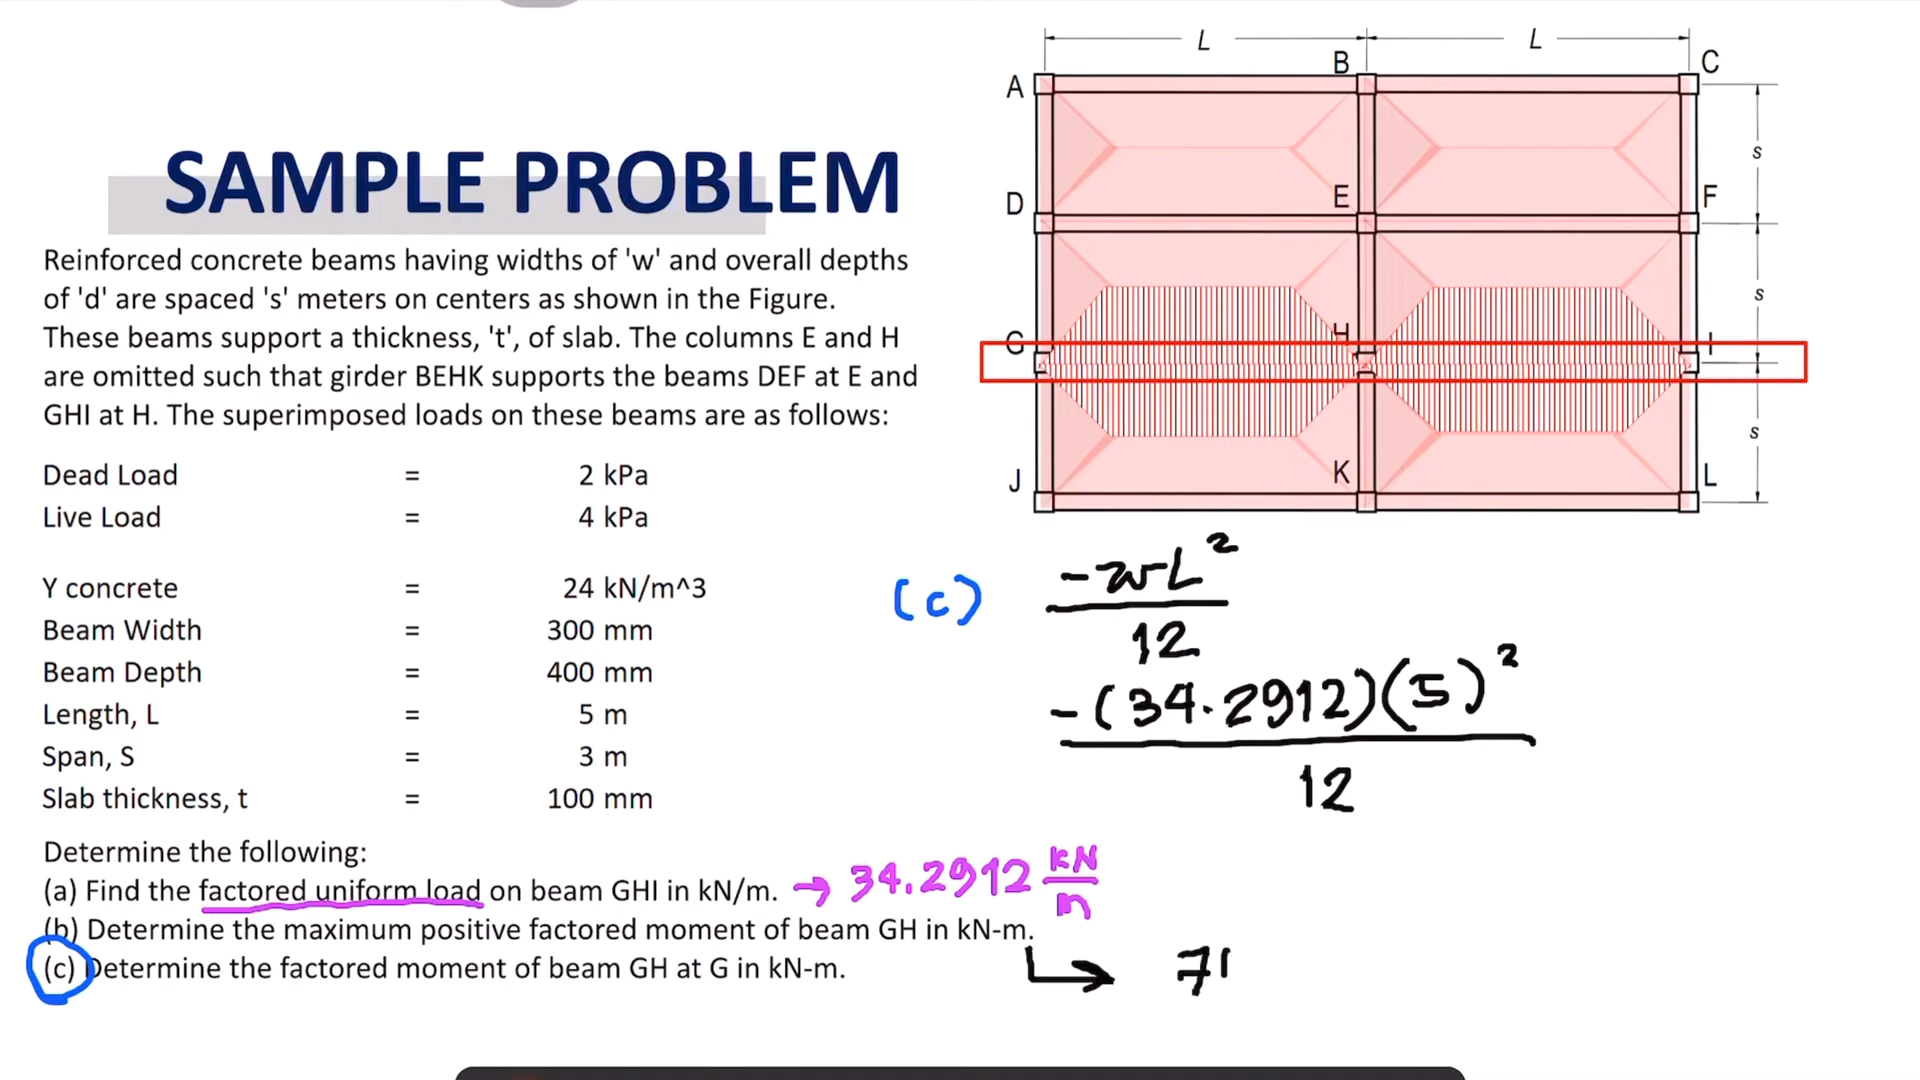 SAMPLE PROBLEM
Reinforced concrete beams having widths of 'w' and overall depths
of 'd' are spaced 's' meters on centers as shown in the Figure.
These beams support a thickness, 't', of slab. The columns E and H
are omitted such that girder BEHK supports the beams DEF at E and
GHI at H. The superimposed loads on these beams are as follows:
Dead Load = 2 kPa
Live Load = 4 kPa
Y concrete = 24 kN/m^3
Beam Width = 300 mm
Beam Depth = 400 mm
Length, L = 5 m
Span, S = 3 m
Slab thickness, t = 100 mm
Determine the following:
(a) Find the factored uniform load on beam GHI in kN/m. → 34.2912 kN/m
(b) Determine the maximum positive factored moment of beam GH in kN-m.
(c) Determine the factored moment of beam GH at G in kN-m.
71
L L
A B C
s
D E F
s
G H I
s
J K L
(c) -wL²
12
-(34.2912)(5)²
12